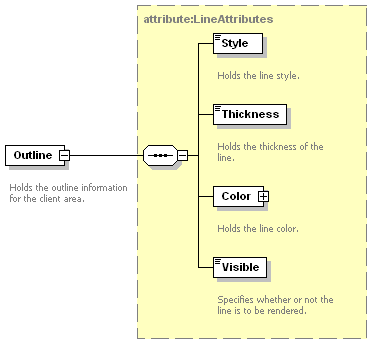 attribute:LineAttributes
Style
Holds the line style.
Thickness
Holds the thickness of the
line.
Outline
Holds the outline information
for the client area.
Color
Holds the line color.
Visible
Specifies whether or not the
line is to be rendered.